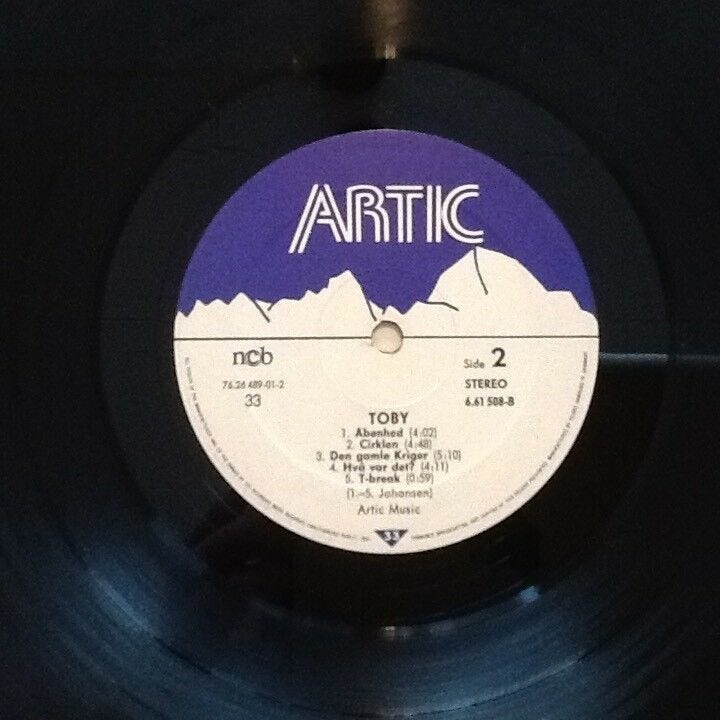 ARTIC
ncb
Side 2
76.26 489-01-2
STEREO
33
6.61 508-B
TOBY
1. Åbenhed (4:02)
2. Cirklen (4:48)
3. Den gamle Kriger (5:10)
4. Hva var det? (4:11)
5. T-break (0:59)
(1.-5. Johansen)
Artic Music
33